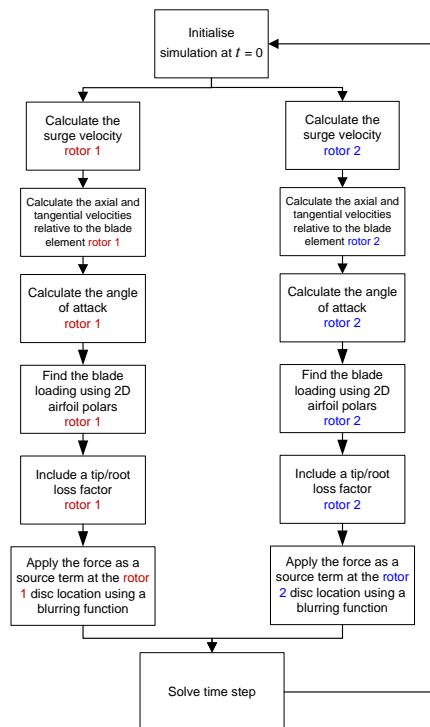 Initialise
simulation at t = 0
Calculate the
surge velocity
rotor 1
Calculate the axial and
tangential velocities
relative to the blade
element rotor 1
Calculate the angle
of attack
rotor 1
Find the blade
loading using 2D
airfoil polars
rotor 1
Include a tip/root
loss factor
rotor 1
Apply the force as a
source term at the rotor
1 disc location using a
blurring function
Calculate the
surge velocity
rotor 2
Calculate the axial and
tangential velocities
relative to the blade
element rotor 2
Calculate the angle
of attack
rotor 2
Find the blade
loading using 2D
airfoil polars
rotor 2
Include a tip/root
loss factor
rotor 2
Apply the force as a
source term at the rotor
2 disc location using a
blurring function
Solve time step